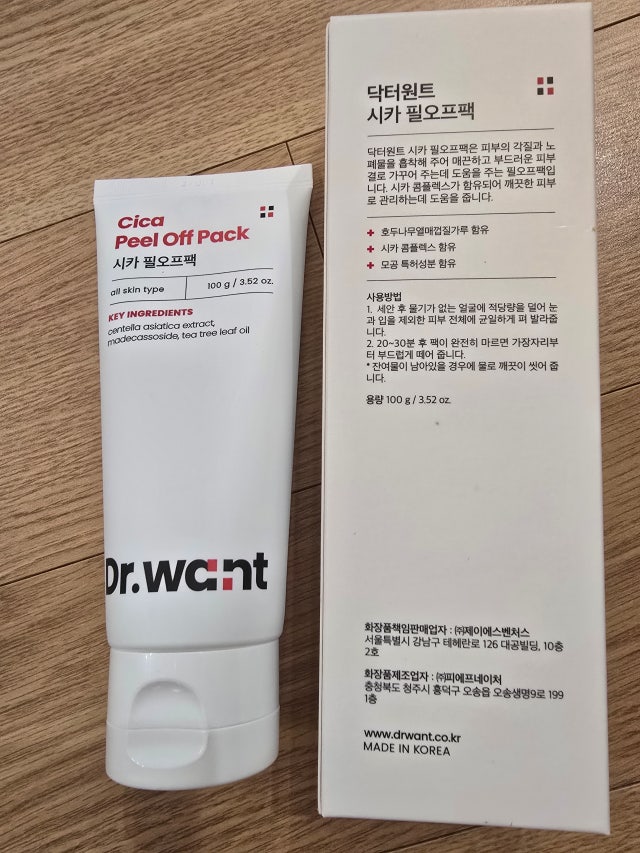 Cica
Peel Off Pack
시카 필오프팩
all skin type
100 g / 3.52 oz.
KEY INGREDIENTS
centella asiatica extract,
madecassoside, tea tree leaf oil
Dr.want
닥터원트
시카 필오프팩
닥터원트 시카 필오프팩은 피부의 각질과 노
폐물을 흡착해 주어 매끈하고 부드러운 피부
결로 가꾸어 주는데 도움을 주는 필오프팩입
니다. 시카 콤플렉스가 함유되어 깨끗한 피부
로 관리하는데 도움을 줍니다.
호두나무열매껍질가루 함유
시카 콤플렉스 함유
모공 특허성분 함유
사용방법
1. 세안 후 물기가 없는 얼굴에 적당량을 덜어 눈
과 입을 제외한 피부 전체에 균일하게 펴 발라줍
니다.
2. 20~30분 후 팩이 완전히 마르면 가장자리부
터 부드럽게 떼어 줍니다.
* 잔여물이 남아있을 경우에 물로 깨끗이 씻어 줍
니다.
용량 100 g / 3.52 oz.
화장품책임판매업자 : ㈜제이에스벤처스
서울특별시 강남구 테헤란로 126 대공빌딩, 10층
2호
화장품제조업자 : ㈜피에프네이처
충청북도 청주시 흥덕구 오송읍 오송생명9로 199
1층
www.drwant.co.kr
MADE IN KOREA